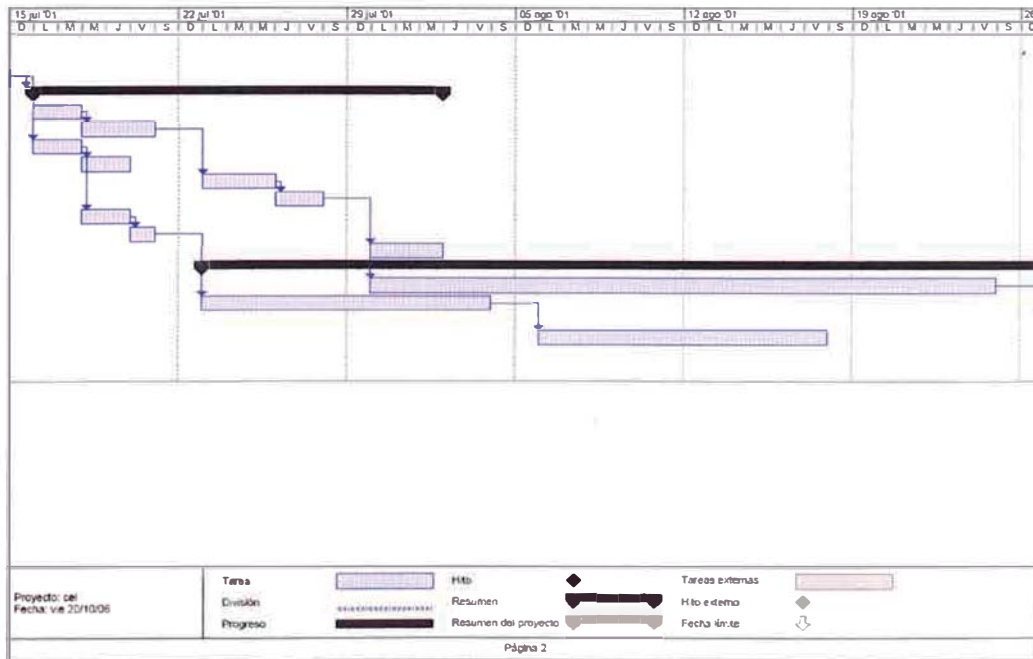 15 jul '01 22 jul '01 29 jul '01 05 ago '01 12 ago '01 19 ago '01 26
D L M M J V S D L M M J V S D L M M J V S D L M M J V S D L M M J V S D L M M J V S D
Tarea Hito Tareas externas
Proyecto: cel
Fecha: vie 20/10/06
División Resumen Hito externo
Progreso Resumen del proyecto Fecha límite
Página 2